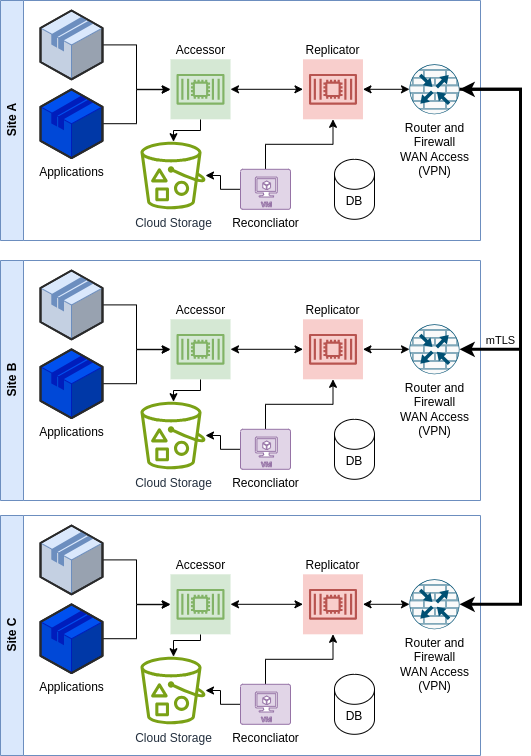 Site A
Accessor
Replicator
Applications
Router and
Firewall
WAN Access
(VPN)
Cloud Storage
VM
Reconcliator
DB
Site B
Accessor
Replicator
mTLS
Applications
Router and
Firewall
WAN Access
(VPN)
Cloud Storage
VM
Reconcliator
DB
Site C
Accessor
Replicator
Applications
Router and
Firewall
WAN Access
(VPN)
Cloud Storage
VM
Reconcliator
DB